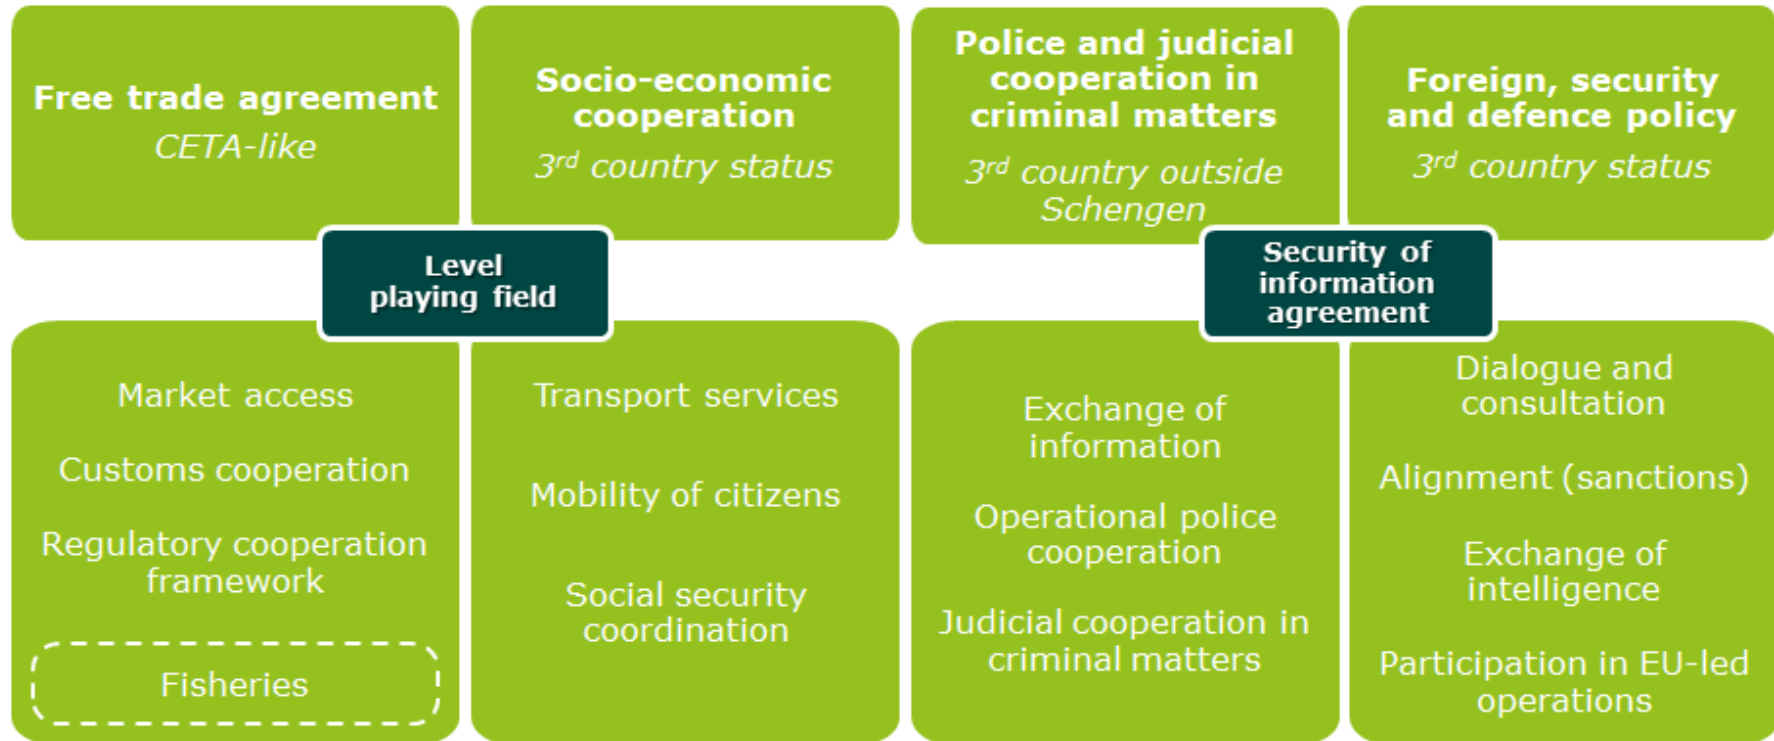 Free trade agreement
CETA-like
Socio-economic
cooperation
3rd country status
Police and judicial
cooperation in
criminal matters
3rd country outside
Schengen
Foreign, security
and defence policy
3rd country status
Level
playing field
Security of
information
agreement
Market access
Customs cooperation
Regulatory cooperation
framework
Fisheries
Transport services
Mobility of citizens
Social security
coordination
Exchange of
information
Operational police
cooperation
Judicial cooperation in
criminal matters
Dialogue and
consultation
Alignment (sanctions)
Exchange of
intelligence
Participation in EU-led
operations